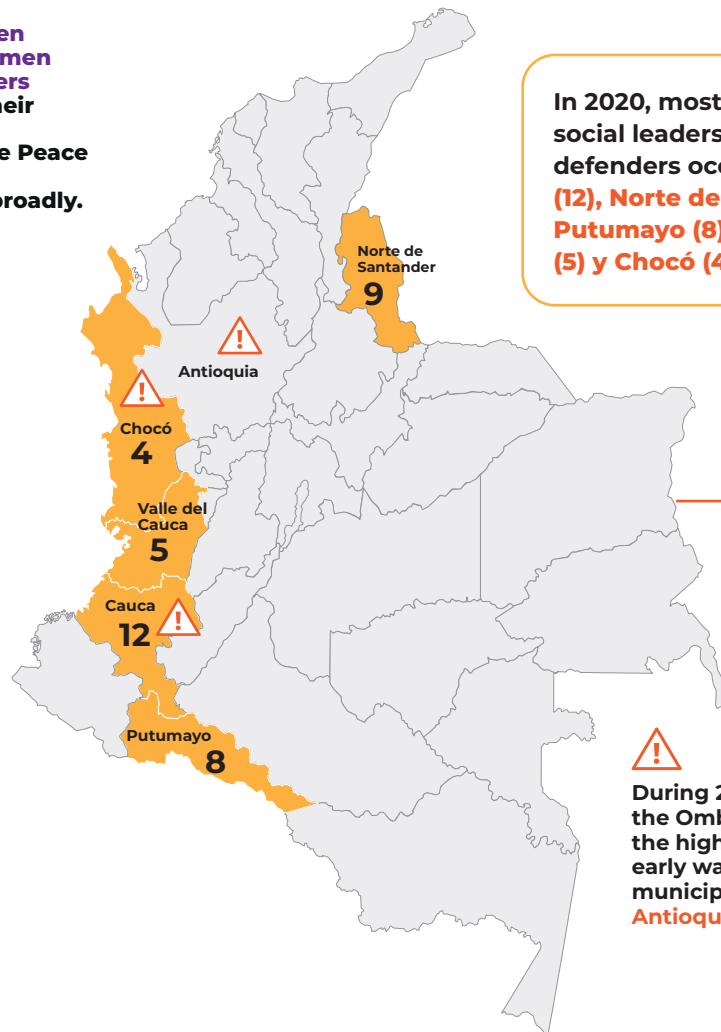 en
men
ers
heir
e Peace
broadly.
In 2020, most
social leaders
defenders occ
(12), Norte de
Putumayo (8)
(5) y Chocó (4
Norte de
Santander
9
!
Antioquia
!
Chocó
4
Valle del
Cauca
5
Cauca
12
!
Putumayo
8
!
During 2
the Omb
the high
early wa
municip
Antioqu